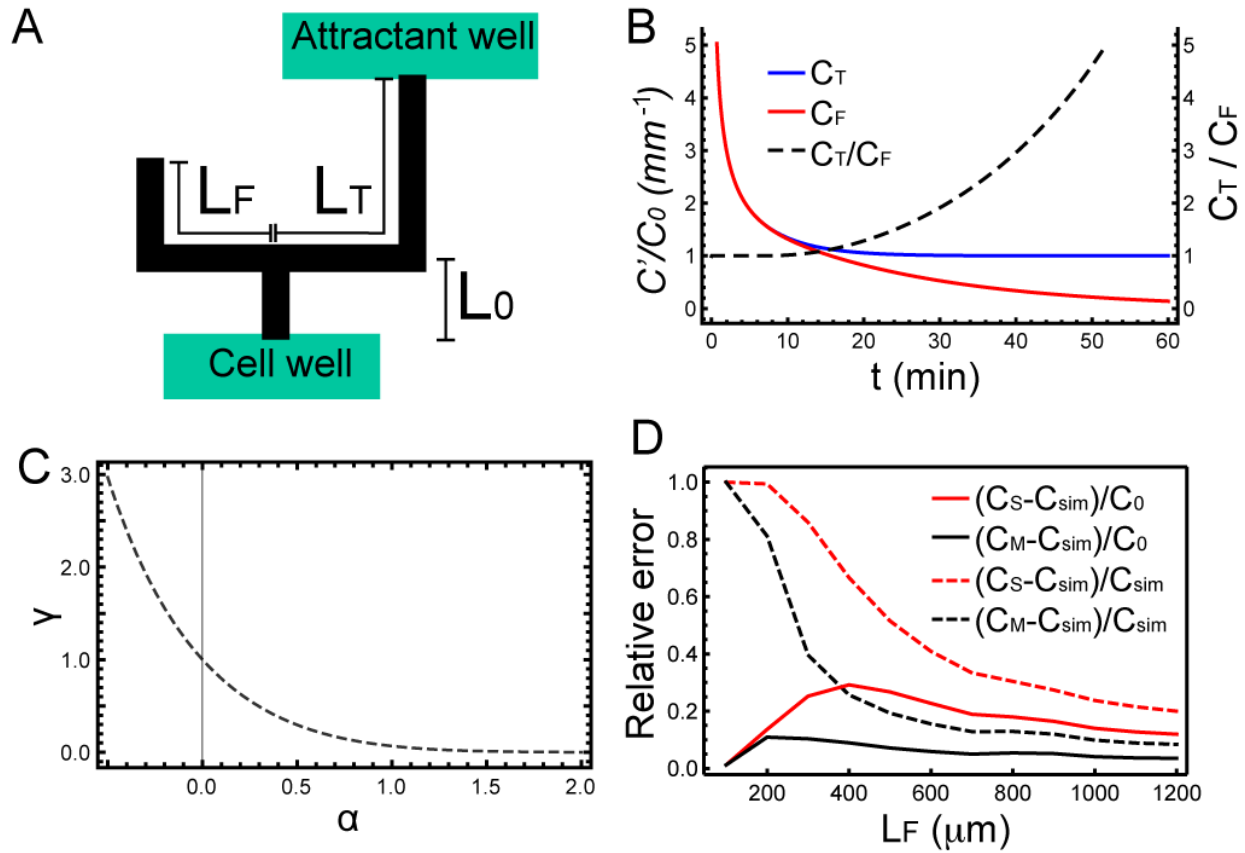 A
Attractant well
LF
LT
L0
Cell well
B
C'/C0 (mm-1)
5
4
3
2
1
0
CT
CF
CT/CF
5
4
3
2
1
0
CT / CF
0 10 20 30 40 50 60
t (min)
C
γ
3.0
2.0
1.0
0.0
0.0 0.5 1.0 1.5 2.0
α
D
Relative error
1.0
0.8
0.6
0.4
0.2
0.0
(CS-Csim)/C0
(CM-Csim)/C0
(CS-Csim)/Csim
(CM-Csim)/Csim
200 400 600 800 1000 1200
LF (μm)